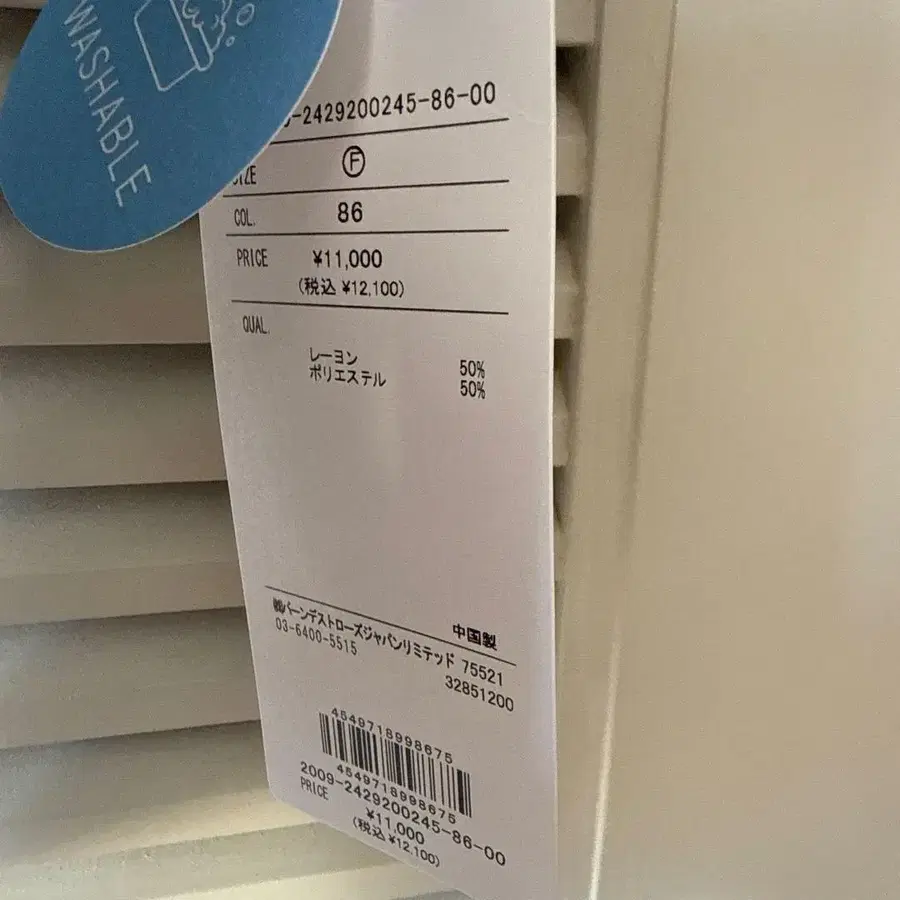 WASHABLE
-2429200245-86-00
SIZE Ⓕ
COL. 86
PRICE ¥11,000
(税込 ¥12,100)
QUAL.
レーヨン 50%
ポリエステル 50%
中国製
㈱バーンデストローズジャパンリミテッド 75521
03-6400-5515
32851200
4549718998675
4549718998675
2009-2429200245-86-00
PRICE
¥11,000
(税込 ¥12,100)